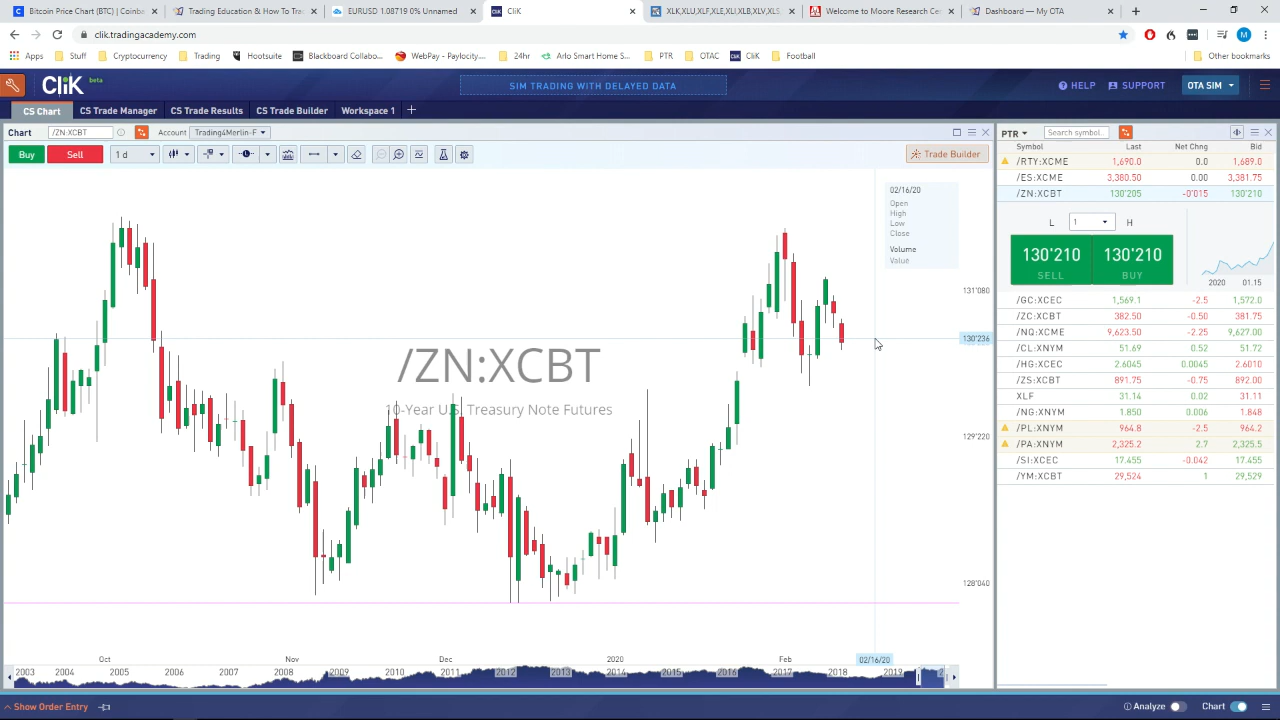 Bitcoin Price Chart (BTC) | Coinb
Trading Education & How To Tra
EURUSD 1.08719 0% Unnamed
CliK
XLK,XLU,XLF,XLE,XLI,XLB,XLV,XLS
Welcome to Moore Research Cen
Dashboard — My OTA
clik.tradingacademy.com
M
Apps
Stuff
Cryptocurrency
Trading
Hootsuite
Blackboard Collabo...
WebPay - Paylocity...
24hr
Arlo Smart Home S...
PTR
OTAC
CliK
Football
Other bookmarks
CliK beta
SIM TRADING WITH DELAYED DATA
HELP
SUPPORT
OTA SIM
CS Chart
CS Trade Manager
CS Trade Results
CS Trade Builder
Workspace 1
Chart
/ZN:XCBT
Account
Trading4Merlin-F
Buy
Sell
1 d
Trade Builder
02/16/20
Open
High
Low
Close
Volume
Value
131'080
130'236
129'220
128'040
/ZN:XCBT
10-Year U.S. Treasury Note Futures
Oct
Nov
Dec
2020
Feb
02/16/20
2003 2004 2005 2006 2007 2008 2009 2010 2011 2012 2013 2014 2015 2016 2017 2018 2019 2
PTR
Search symbol...
Symbol Last Net Chng Bid
/RTY:XCME 1,690.0 0.0 1,689.0
/ES:XCME 3,380.50 0.00 3,381.75
/ZN:XCBT 130'205 -0'015 130'210
L 1 H
130'210 SELL
130'210 BUY
2020 01.15
/GC:XCEC 1,569.1 -2.5 1,572.0
/ZC:XCBT 382.50 -0.50 381.75
/NQ:XCME 9,623.50 -2.25 9,627.00
/CL:XNYM 51.69 0.52 51.72
/HG:XCEC 2.6045 0.0045 2.6010
/ZS:XCBT 891.75 -0.75 892.00
XLF 31.14 0.02 31.11
/NG:XNYM 1.850 0.006 1.848
/PL:XNYM 964.8 -2.5 964.2
/PA:XNYM 2,325.2 2.7 2,325.5
/SI:XCEC 17.455 -0.042 17.455
/YM:XCBT 29,524 1 29,529
Show Order Entry
Analyze
Chart